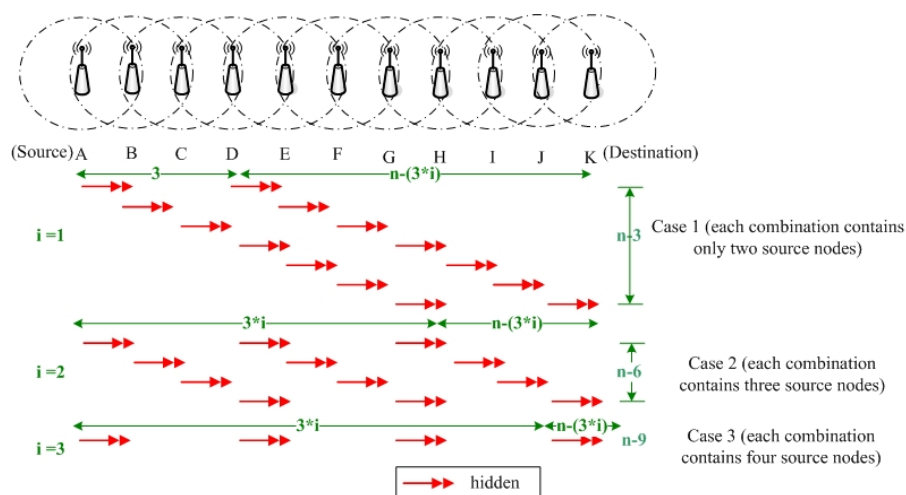 (Source) A B C D E F G H I J K (Destination)
3 n-(3*i)
i =1
n-3
Case 1 (each combination contains
only two source nodes)
3*i n-(3*i)
i=2
n-6
Case 2 (each combination
contains three source nodes)
3*i n-(3*i)
i=3
n-9
Case 3 (each combination
contains four source nodes)
hidden